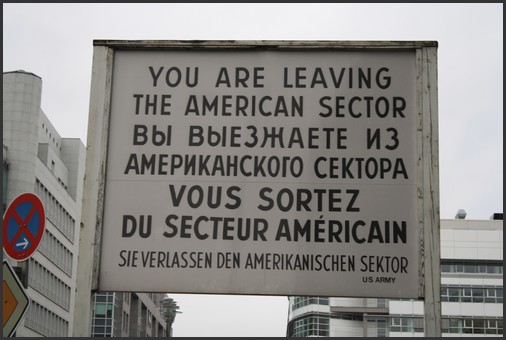 YOU ARE LEAVING
THE AMERICAN SECTOR
ВЫ ВЫЕЗЖАЕТЕ ИЗ
АМЕРИКАНСКОГО СЕКТОРА
VOUS SORTEZ
DU SECTEUR AMÉRICAIN
SIE VERLASSEN DEN AMERIKANISCHEN SEKTOR
US ARMY